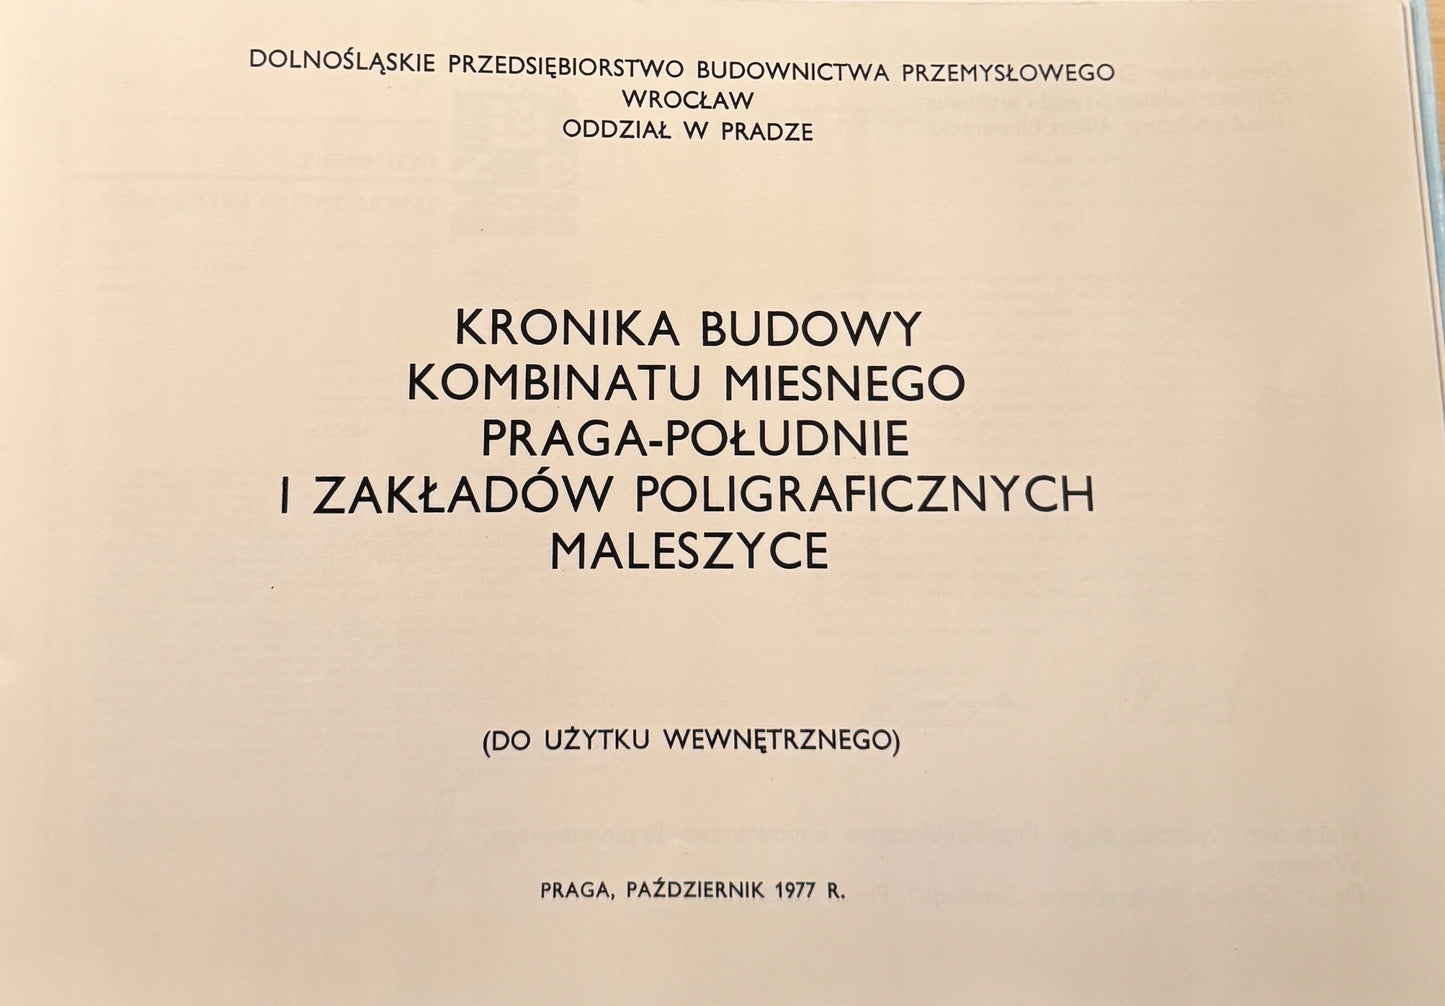 DOLNOŚLĄSKIE PRZEDSIĘBIORSTWO BUDOWNICTWA PRZEMYSŁOWEGO
WROCŁAW
ODDZIAŁ W PRADZE
KRONIKA BUDOWY
KOMBINATU MIESNEGO
PRAGA-POŁUDNIE
I ZAKŁADÓW POLIGRAFICZNYCH
MALESZYCE
(DO UŻYTKU WEWNĘTRZNEGO)
PRAGA, PAŹDZIERNIK 1977 R.